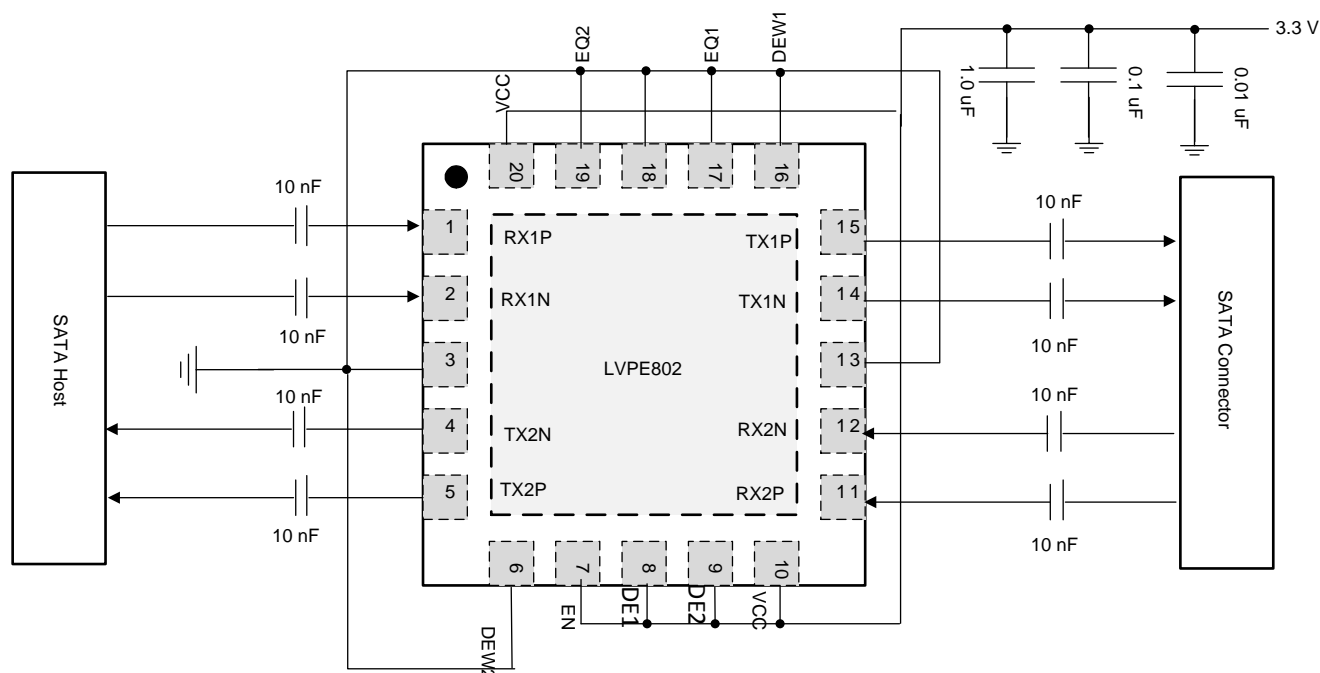 3.3 V
EQ2
EQ1
DEW1
VCC
1.0 uF
0.1 uF
0.01 uF
20
19
18
17
16
SATA Host
10 nF
1
RX1P
TX1P
15
10 nF
2
RX1N
TX1N
14
10 nF
10 nF
3
LVPE802
13
SATA Connector
10 nF
4
TX2N
RX2N
12
10 nF
5
TX2P
RX2P
11
10 nF
10 nF
6
7
8
9
10
DEW2
EN
DE1
DE2
VCC